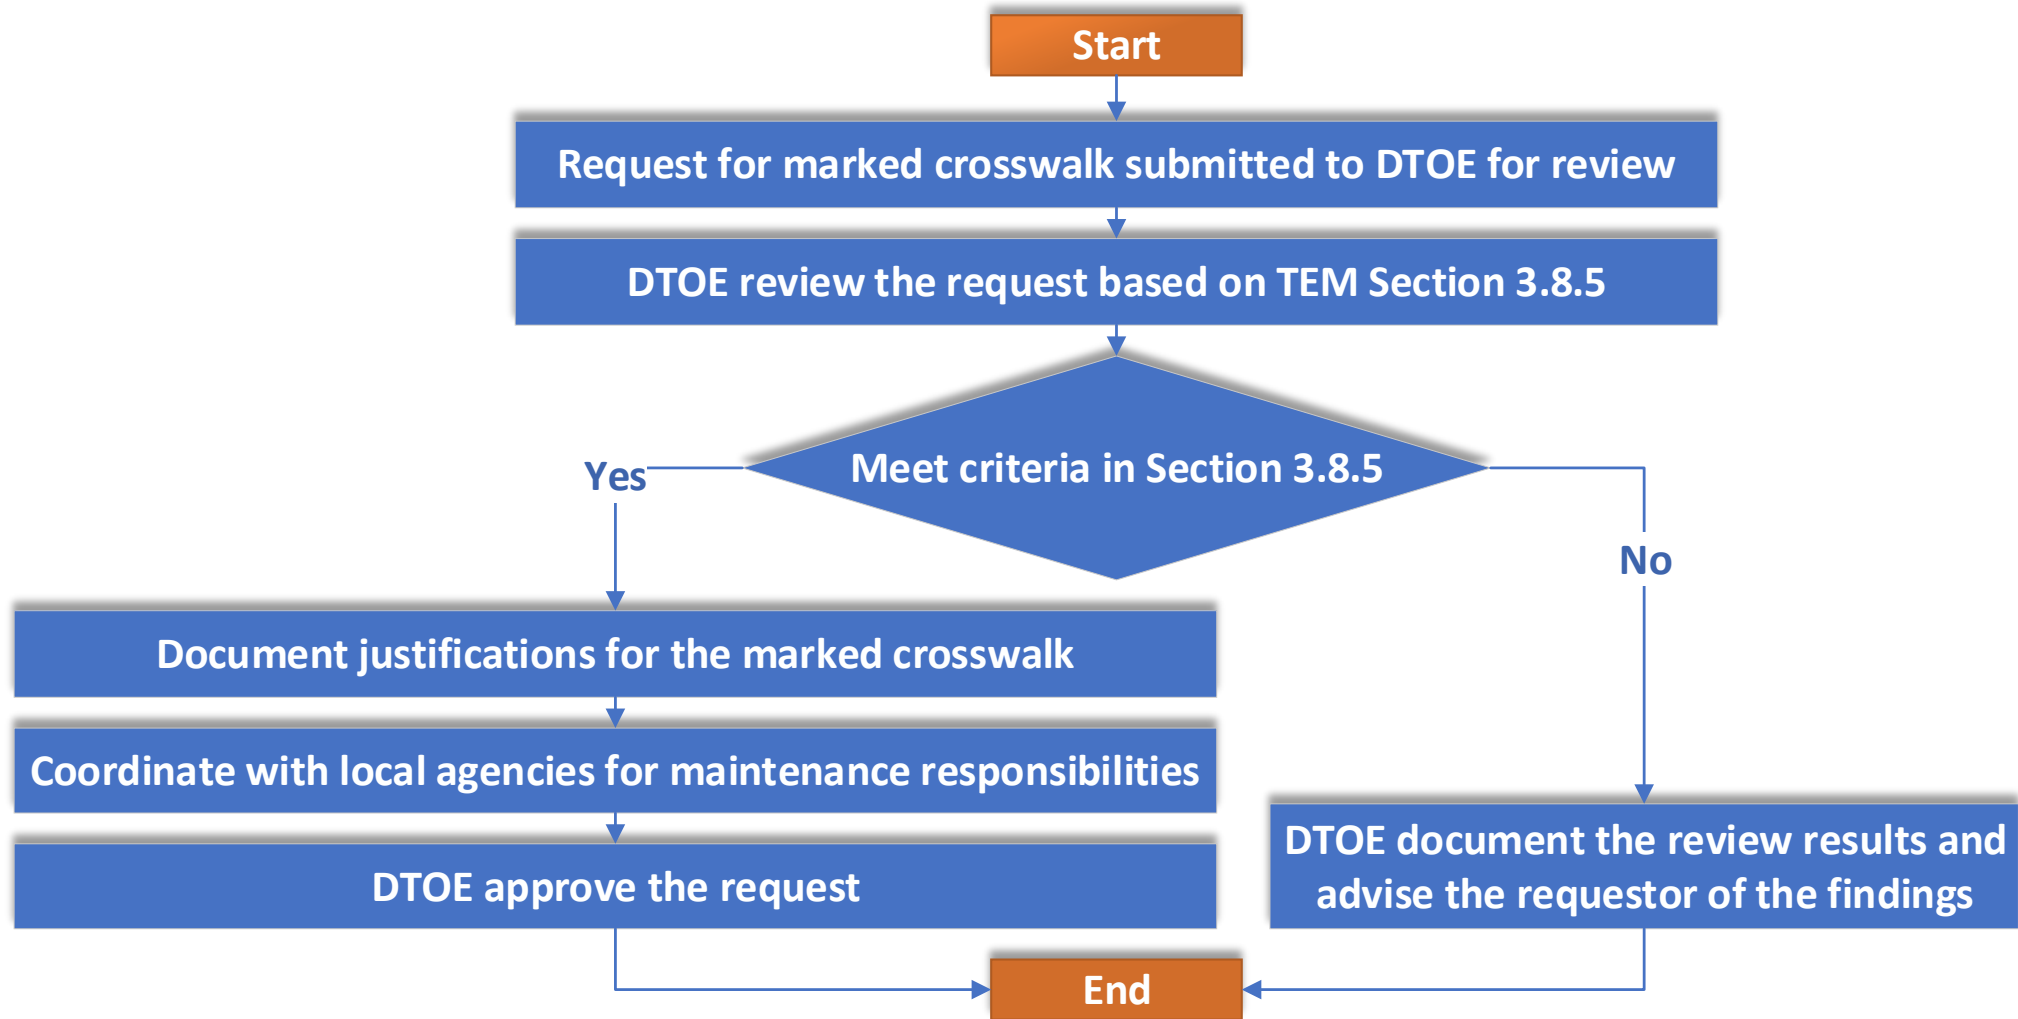 Start
Request for marked crosswalk submitted to DTOE for review
DTOE review the request based on TEM Section 3.8.5
Meet criteria in Section 3.8.5
Yes
No
Document justifications for the marked crosswalk
Coordinate with local agencies for maintenance responsibilities
DTOE approve the request
DTOE document the review results and
advise the requestor of the findings
End